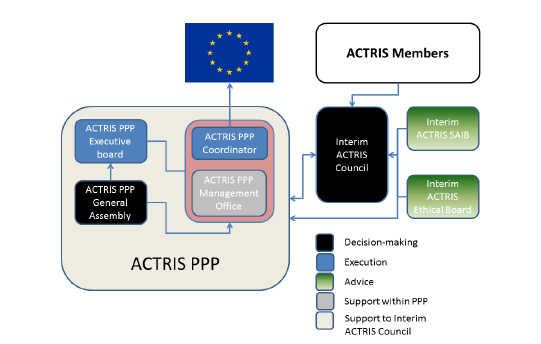 ACTRIS Members
ACTRIS PPP
Executive
board
ACTRIS PPP
Coordinator
Interim
ACTRIS
Council
Interim
ACTRIS SAIB
ACTRIS PPP
General
Assembly
ACTRIS PPP
Management
Office
Interim
ACTRIS
Ethical Board
ACTRIS PPP
Decision-making
Execution
Advice
Support within PPP
Support to Interim
ACTRIS Council